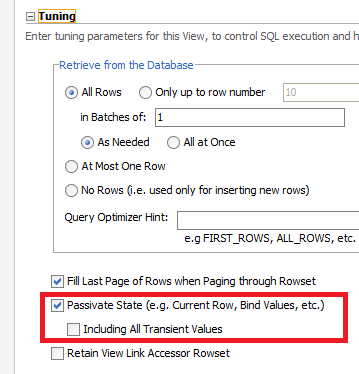 Tuning
Enter tuning parameters for this View, to control SQL execution and h
Retrieve from the Database
All Rows Only up to row number 10
in Batches of: 1
As Needed All at Once
At Most One Row
No Rows (i.e. used only for inserting new rows)
Query Optimizer Hint:
e.g FIRST_ROWS, ALL_ROWS, etc.
Fill Last Page of Rows when Paging through Rowset
Passivate State (e.g. Current Row, Bind Values, etc.)
Including All Transient Values
Retain View Link Accessor Rowset